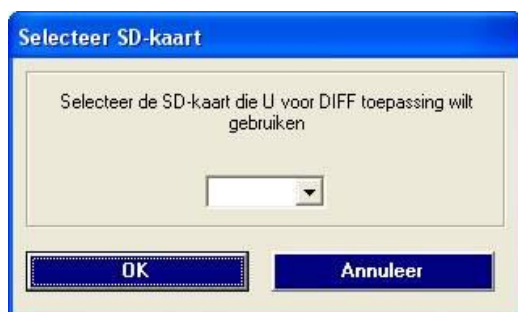 Selecteer SD-kaart
Selecteer de SD-kaart die U voor DIFF toepassing wilt
gebruiken
OK
Annuleer